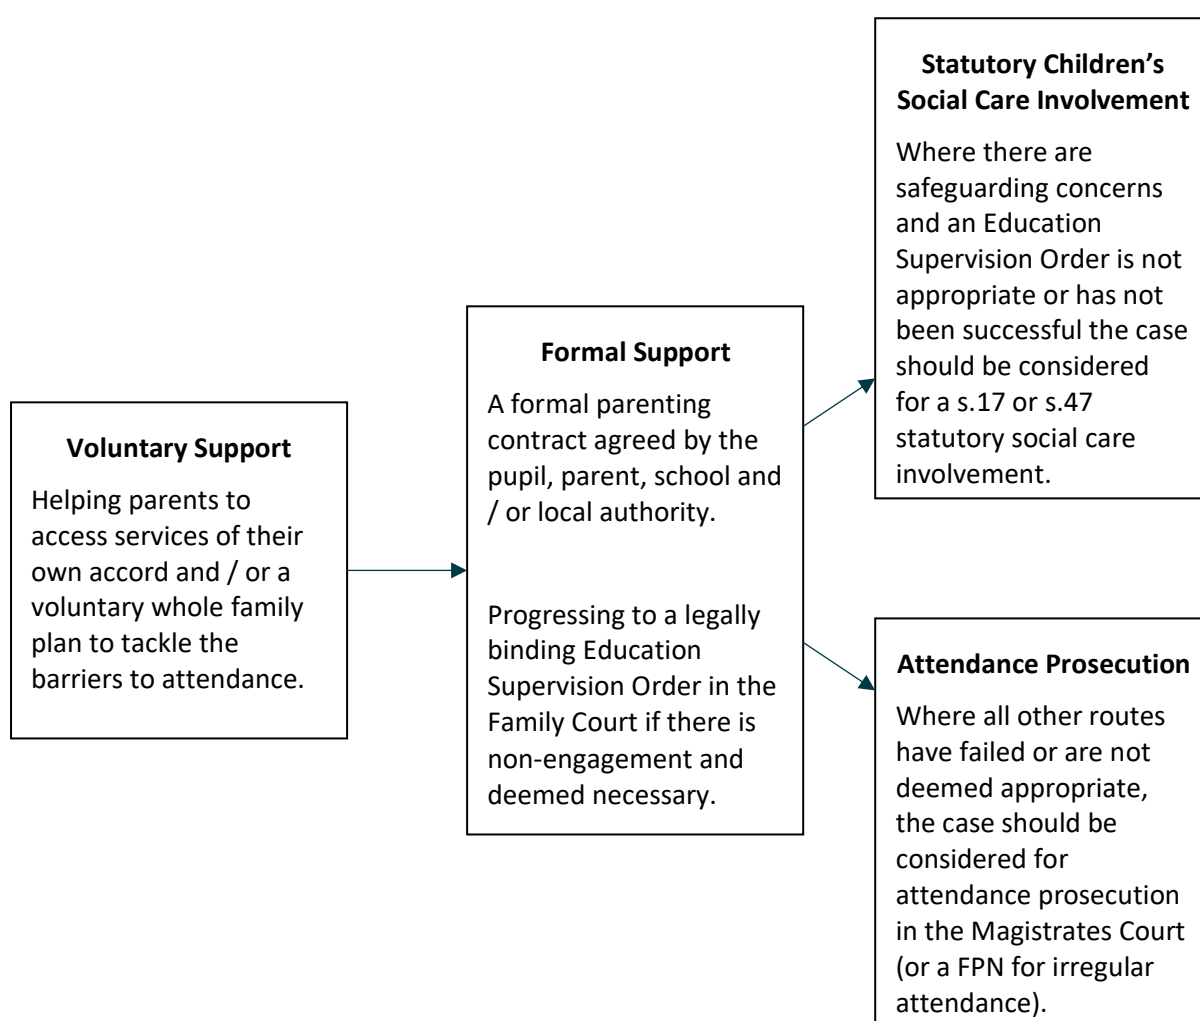 Voluntary Support
Helping parents to
access services of their
own accord and / or a
voluntary whole family
plan to tackle the
barriers to attendance.
Formal Support
A formal parenting
contract agreed by the
pupil, parent, school and
/ or local authority.
Progressing to a legally
binding Education
Supervision Order in the
Family Court if there is
non-engagement and
deemed necessary.
Statutory Children’s
Social Care Involvement
Where there are
safeguarding concerns
and an Education
Supervision Order is not
appropriate or has not
been successful the case
should be considered
for a s.17 or s.47
statutory social care
involvement.
Attendance Prosecution
Where all other routes
have failed or are not
deemed appropriate,
the case should be
considered for
attendance prosecution
in the Magistrates Court
(or a FPN for irregular
attendance).